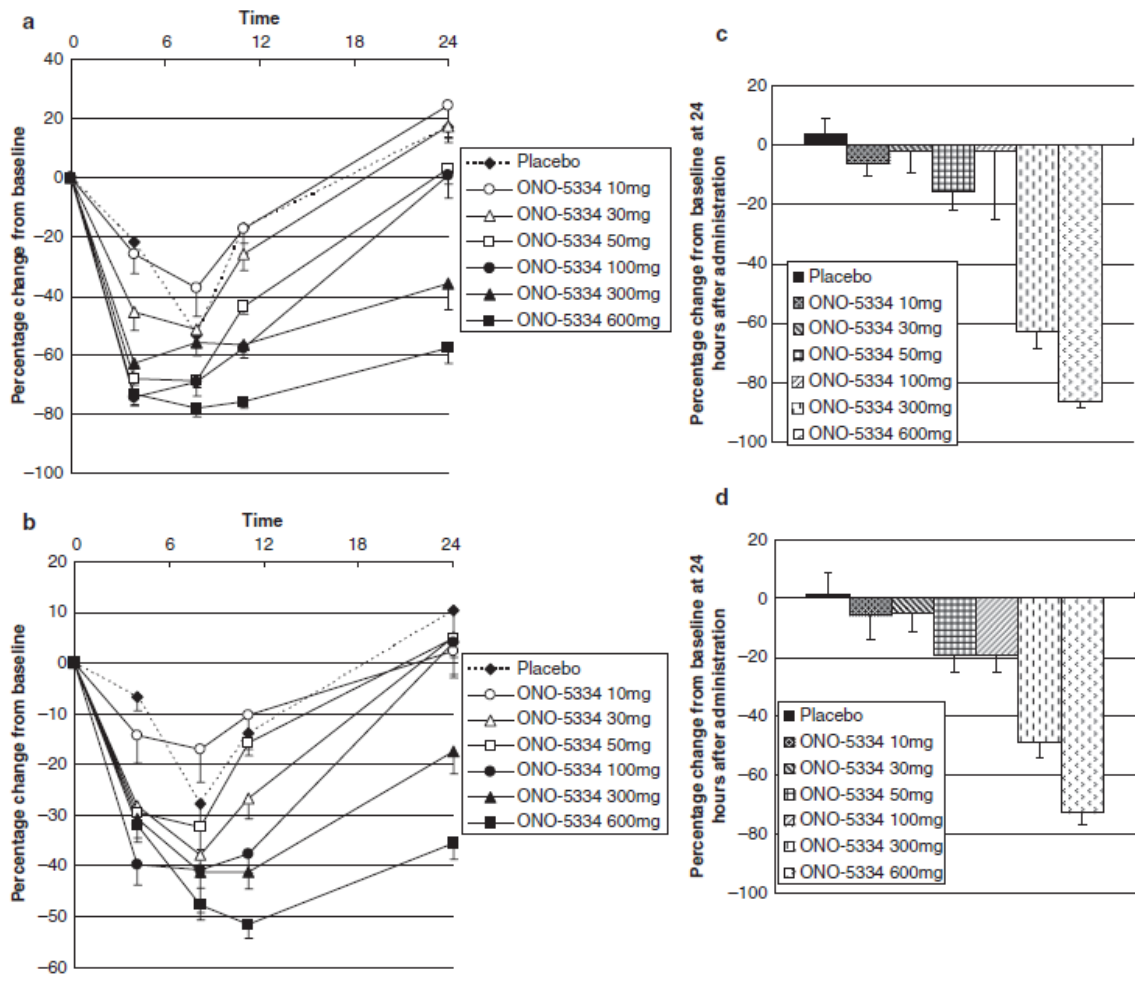 a
Time
0 6 12 18 24
40
20
0
−20
−40
−60
−80
−100
Percentage change from baseline
Placebo
ONO-5334 10mg
ONO-5334 30mg
ONO-5334 50mg
ONO-5334 100mg
ONO-5334 300mg
ONO-5334 600mg
b
Time
0 6 12 18 24
20
10
0
−10
−20
−30
−40
−50
−60
Percentage change from baseline
Placebo
ONO-5334 10mg
ONO-5334 30mg
ONO-5334 50mg
ONO-5334 100mg
ONO-5334 300mg
ONO-5334 600mg
c
20
0
−20
−40
−60
−80
−100
Percentage change from baseline at 24
hours after administration
Placebo
ONO-5334 10mg
ONO-5334 30mg
ONO-5334 50mg
ONO-5334 100mg
ONO-5334 300mg
ONO-5334 600mg
d
20
0
−20
−40
−60
−80
−100
Percentage change from baseline at 24
hours after administration
Placebo
ONO-5334 10mg
ONO-5334 30mg
ONO-5334 50mg
ONO-5334 100mg
ONO-5334 300mg
ONO-5334 600mg